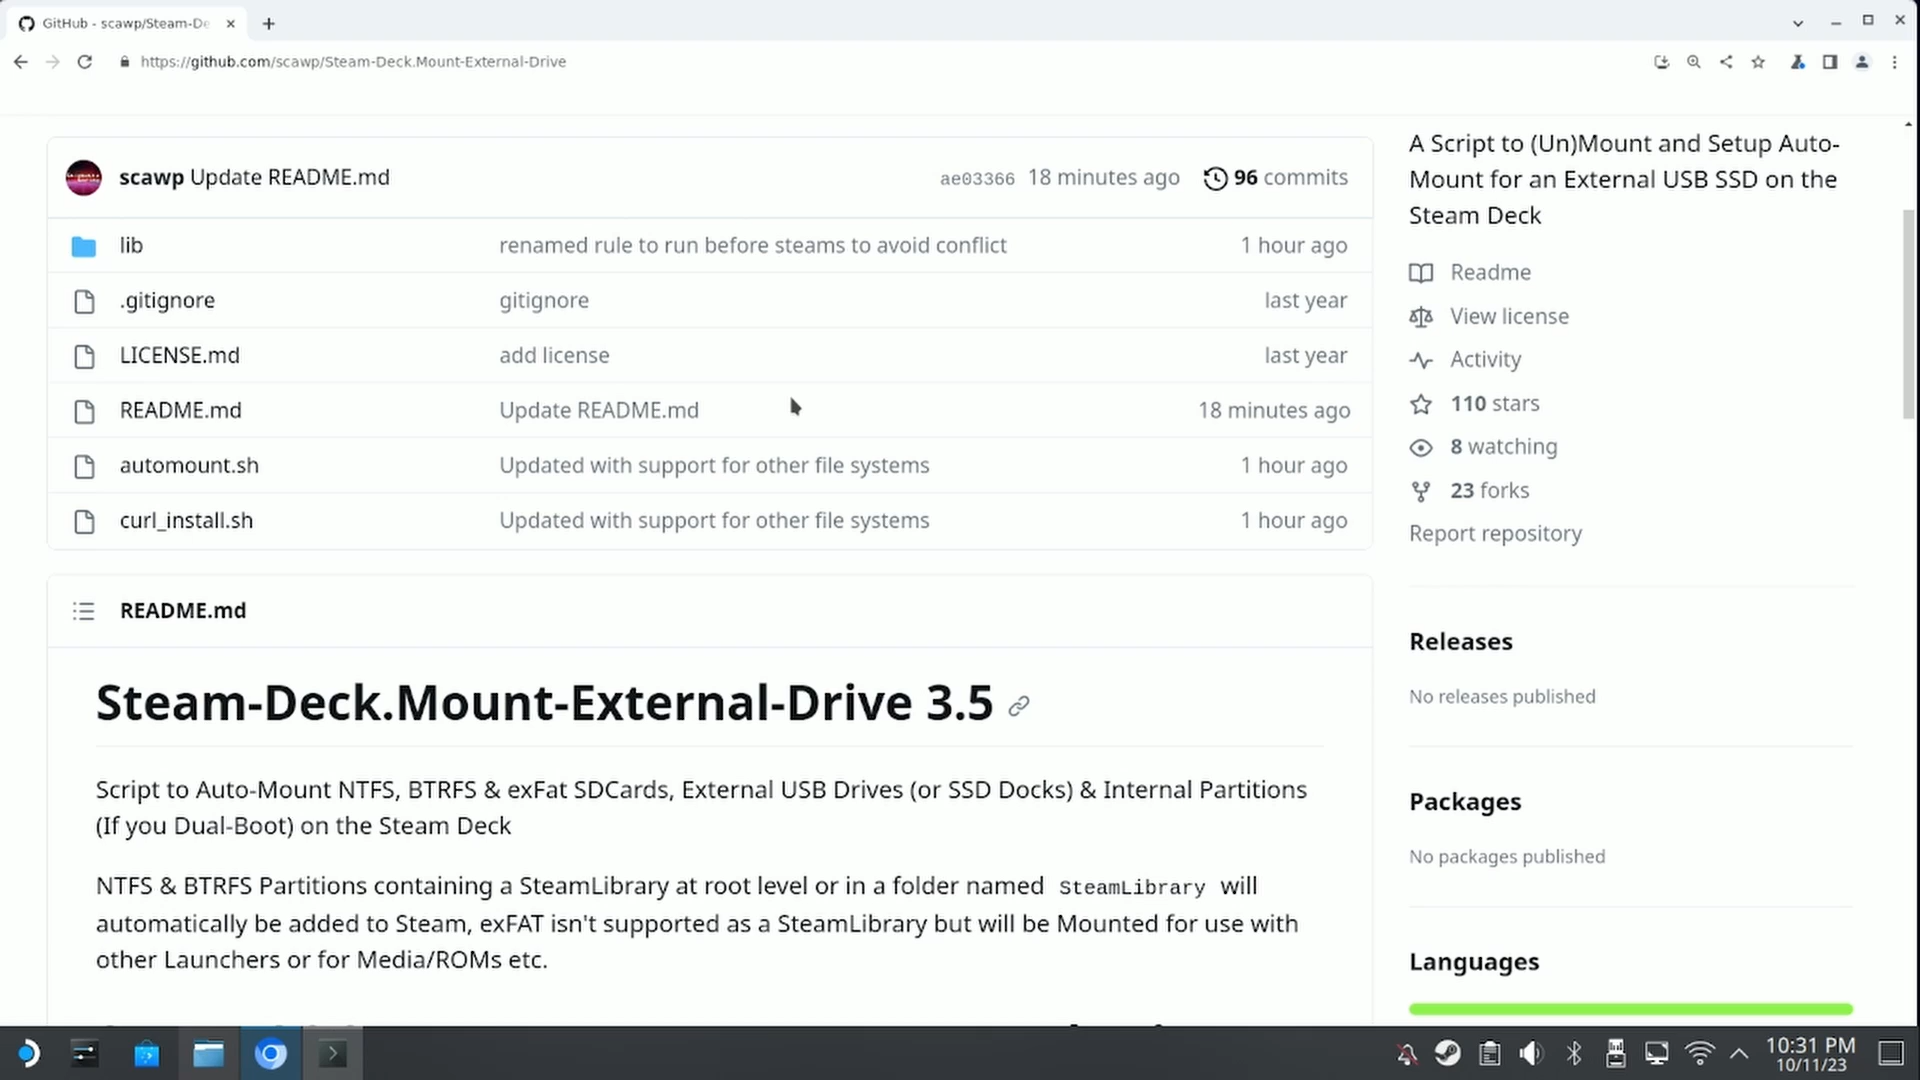 GitHub - scawp/Steam-De
https://github.com/scawp/Steam-Deck.Mount-External-Drive
scawp Update README.md
ae03366 18 minutes ago 96 commits
lib renamed rule to run before steams to avoid conflict 1 hour ago
.gitignore gitignore last year
LICENSE.md add license last year
README.md Update README.md 18 minutes ago
automount.sh Updated with support for other file systems 1 hour ago
curl_install.sh Updated with support for other file systems 1 hour ago
README.md
Steam-Deck.Mount-External-Drive 3.5
Script to Auto-Mount NTFS, BTRFS & exFat SDCards, External USB Drives (or SSD Docks) & Internal Partitions
(If you Dual-Boot) on the Steam Deck
NTFS & BTRFS Partitions containing a SteamLibrary at root level or in a folder named SteamLibrary will
automatically be added to Steam, exFAT isn't supported as a SteamLibrary but will be Mounted for use with
other Launchers or for Media/ROMs etc.
A Script to (Un)Mount and Setup Auto-
Mount for an External USB SSD on the
Steam Deck
Readme
View license
Activity
110 stars
8 watching
23 forks
Report repository
Releases
No releases published
Packages
No packages published
Languages
10:31 PM
10/11/23